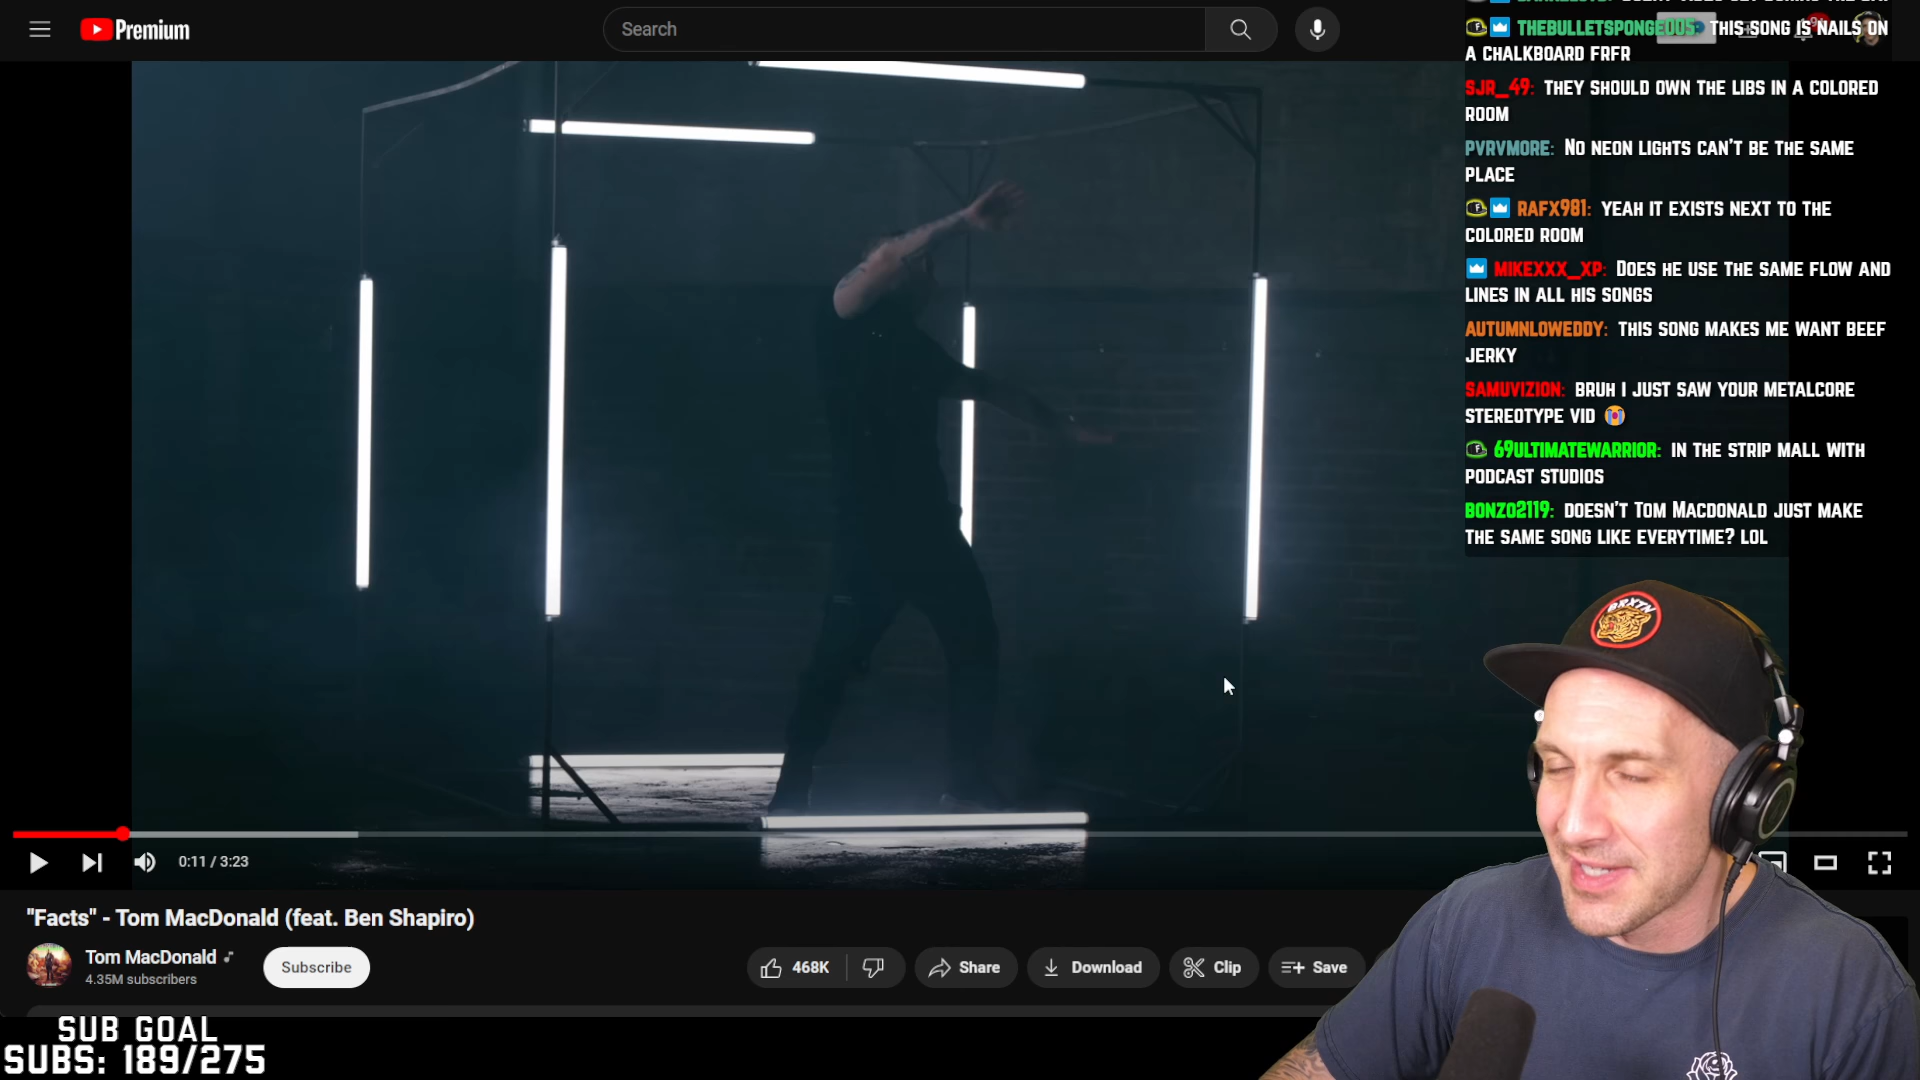 Premium
Search
THEBULLETSPONGE005: THIS SONG IS NAILS ON
A CHALKBOARD FRFR
SJR_49: THEY SHOULD OWN THE LIBS IN A COLORED
ROOM
PVRVMORE: NO NEON LIGHTS CAN'T BE THE SAME
PLACE
RAFX981: YEAH IT EXISTS NEXT TO THE
COLORED ROOM
MIKEXXX_XP: DOES HE USE THE SAME FLOW AND
LINES IN ALL HIS SONGS
AUTUMNLOWEDDY: THIS SONG MAKES ME WANT BEEF
JERKY
SAMUVIZION: BRUH I JUST SAW YOUR METALCORE
STEREOTYPE VID 😭
69ULTIMATEWARRIOR: IN THE STRIP MALL WITH
PODCAST STUDIOS
BONZO2119: DOESN'T TOM MACDONALD JUST MAKE
THE SAME SONG LIKE EVERYTIME? LOL
BRXTN
0:11 / 3:23
"Facts" - Tom MacDonald (feat. Ben Shapiro)
Tom MacDonald
4.35M subscribers
Subscribe
468K
Share
Download
Clip
Save
SUB GOAL
SUBS: 189/275